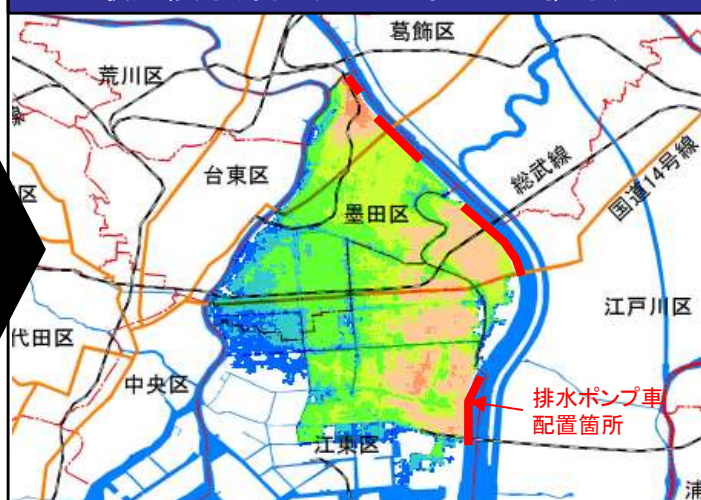 葛飾区
荒川区
台東区
総武線
国道14号線
区
墨田区
江戸川区
代田区
中央区
排水ポンプ車
配置箇所
江東区
浦